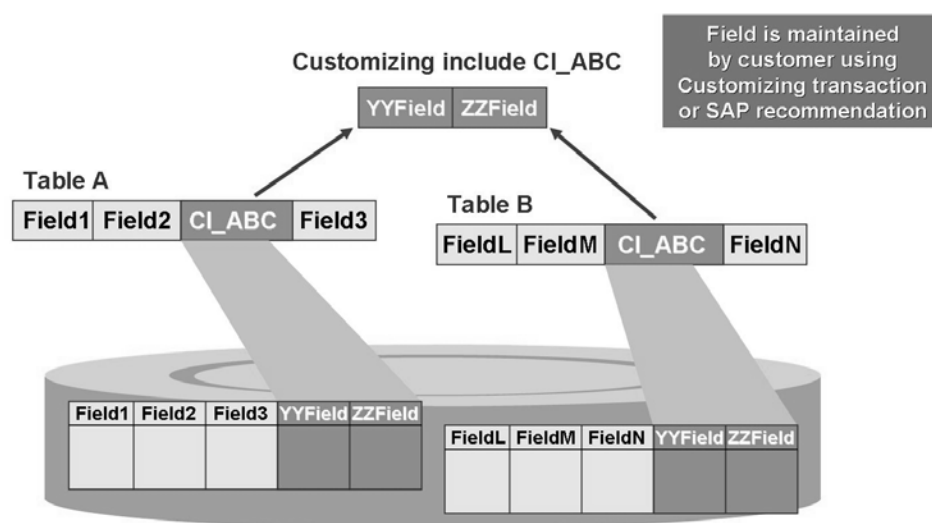 Field is maintained
by customer using
Customizing transaction
or SAP recommendation
Customizing include CI_ABC
YYField ZZField
Table A
Field1 Field2 CI_ABC Field3
Table B
FieldL FieldM CI_ABC FieldN
Field1 Field2 Field3 YYField ZZField
FieldL FieldM FieldN YYField ZZField